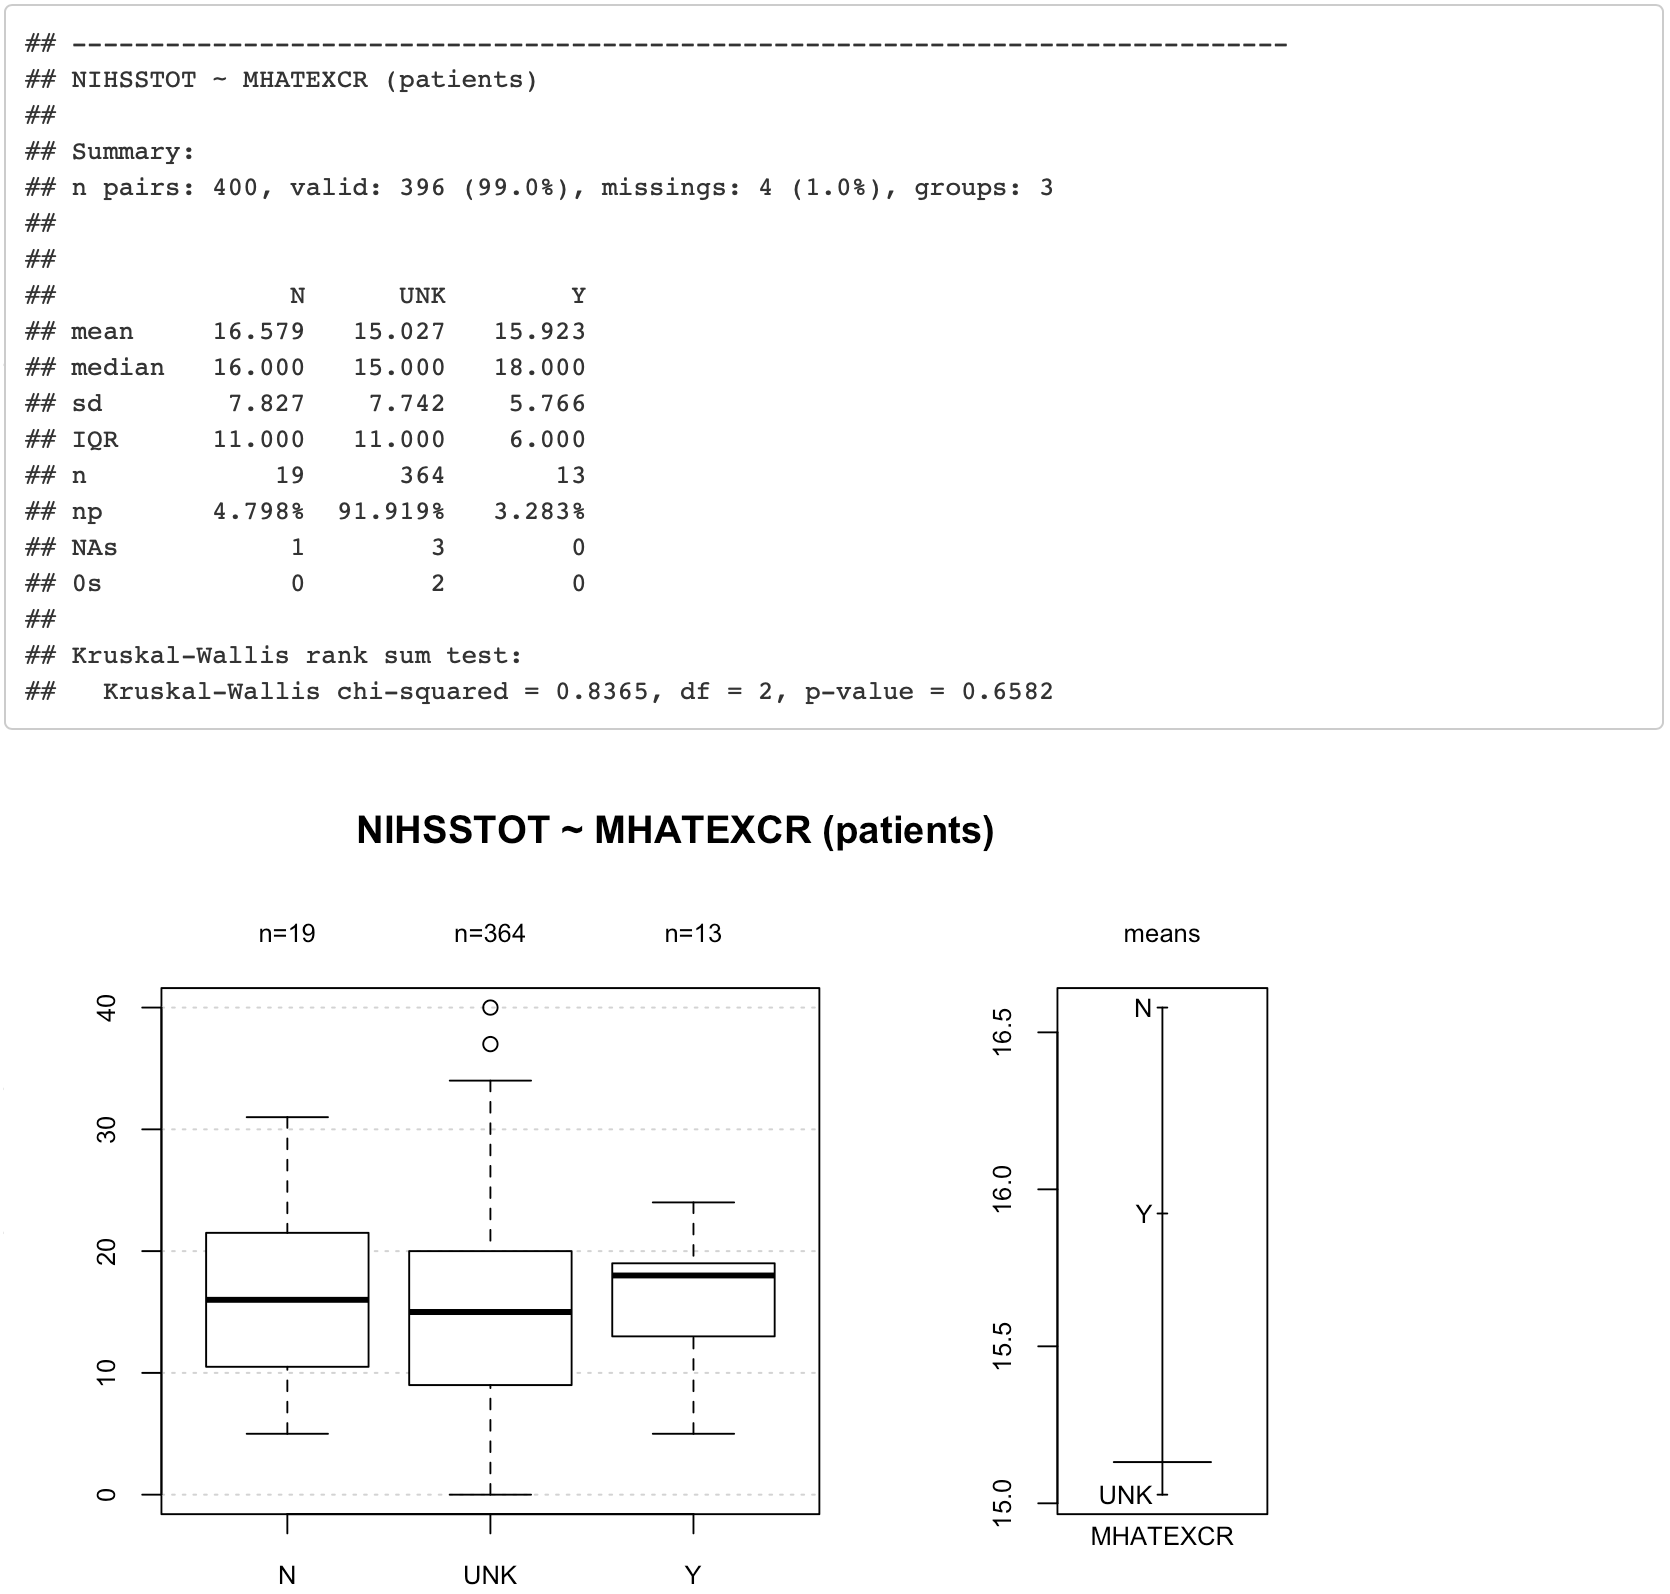 ## ------------------------------------------------------------------------------
## NIHSSTOT ~ MHATEXCR (patients)
##
## Summary:
## n pairs: 400, valid: 396 (99.0%), missings: 4 (1.0%), groups: 3
##
##
##               N      UNK        Y
## mean     16.579   15.027   15.923
## median   16.000   15.000   18.000
## sd        7.827    7.742    5.766
## IQR      11.000   11.000    6.000
## n            19      364       13
## np       4.798%  91.919%   3.283%
## NAs           1        3        0
## 0s            0        2        0
##
## Kruskal-Wallis rank sum test:
##   Kruskal-Wallis chi-squared = 0.8365, df = 2, p-value = 0.6582
NIHSSTOT ~ MHATEXCR (patients)
n=19
n=364
n=13
40
30
20
10
0
N
UNK
Y
means
16.5
16.0
15.5
15.0
N
Y
UNK
MHATEXCR